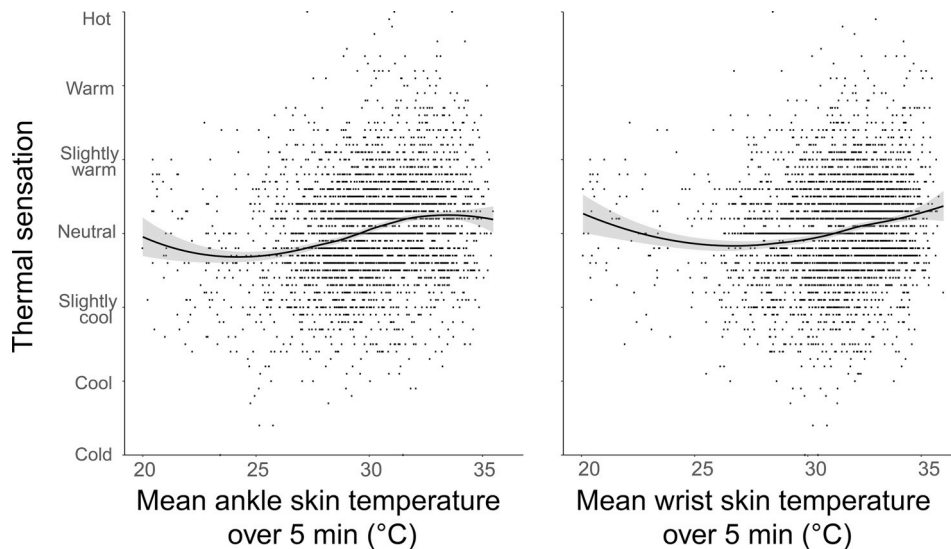 Thermal sensation
Hot
Warm
Slightly
warm
Neutral
Slightly
cool
Cool
Cold
20
25
30
35
Mean ankle skin temperature
over 5 min (°C)
20
25
30
35
Mean wrist skin temperature
over 5 min (°C)